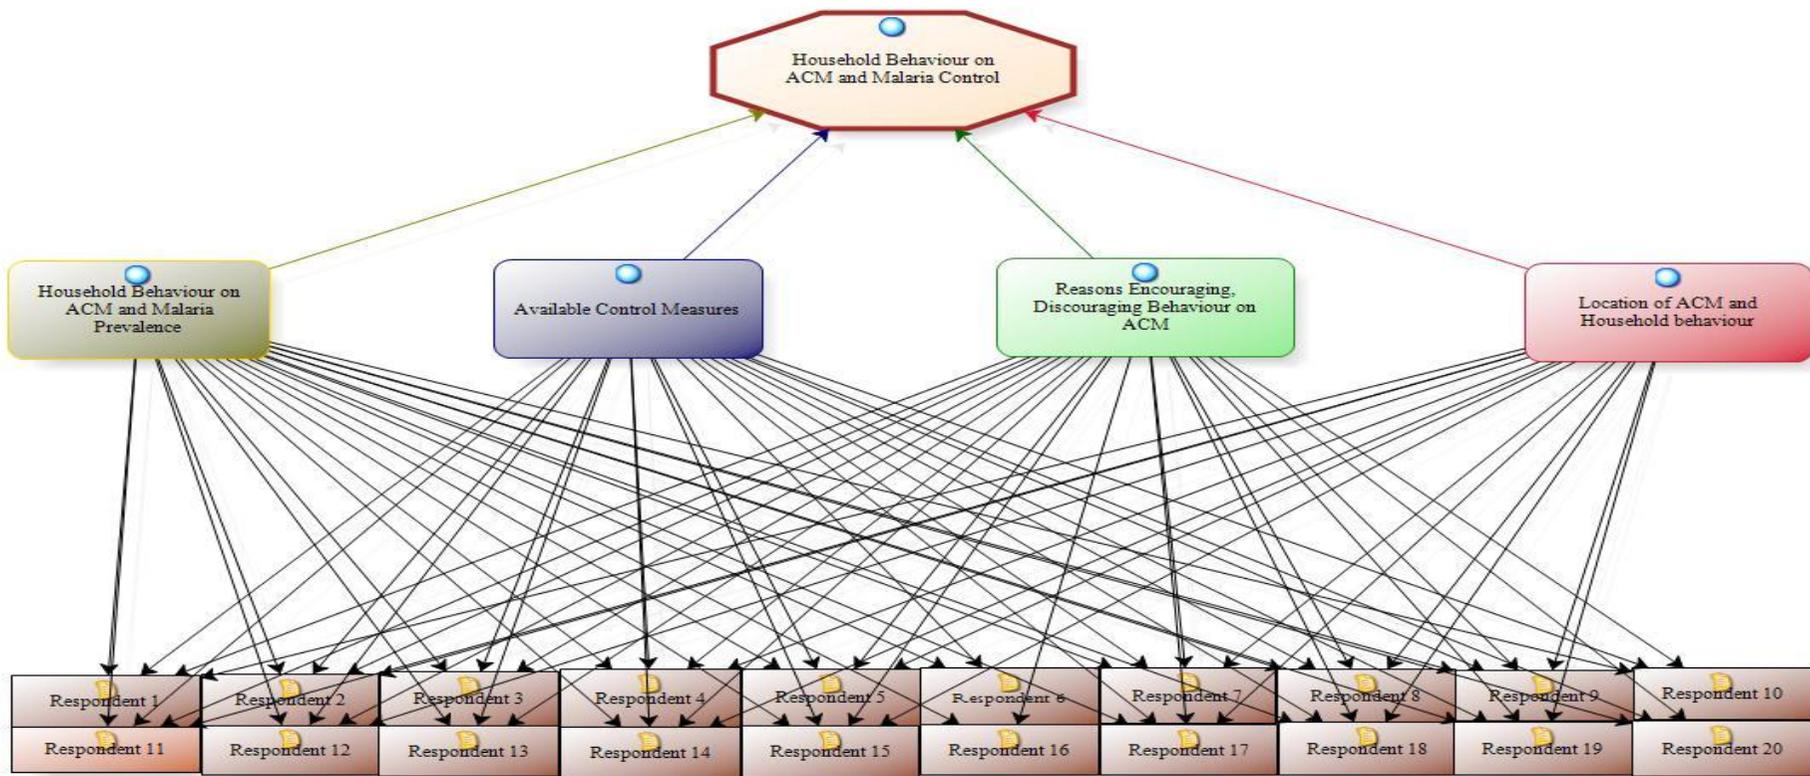 Household Behaviour on
ACM and Malaria Control
Household Behaviour on
ACM and Malaria
Prevalence
Available Control Measures
Reasons Encouraging,
Discouraging Behaviour on
ACM
Location of ACM and
Household behaviour
Respondent 1
Respondent 2
Respondent 3
Respondent 4
Respondent 5
Respondent 6
Respondent 7
Respondent 8
Respondent 9
Respondent 10
Respondent 11
Respondent 12
Respondent 13
Respondent 14
Respondent 15
Respondent 16
Respondent 17
Respondent 18
Respondent 19
Respondent 20